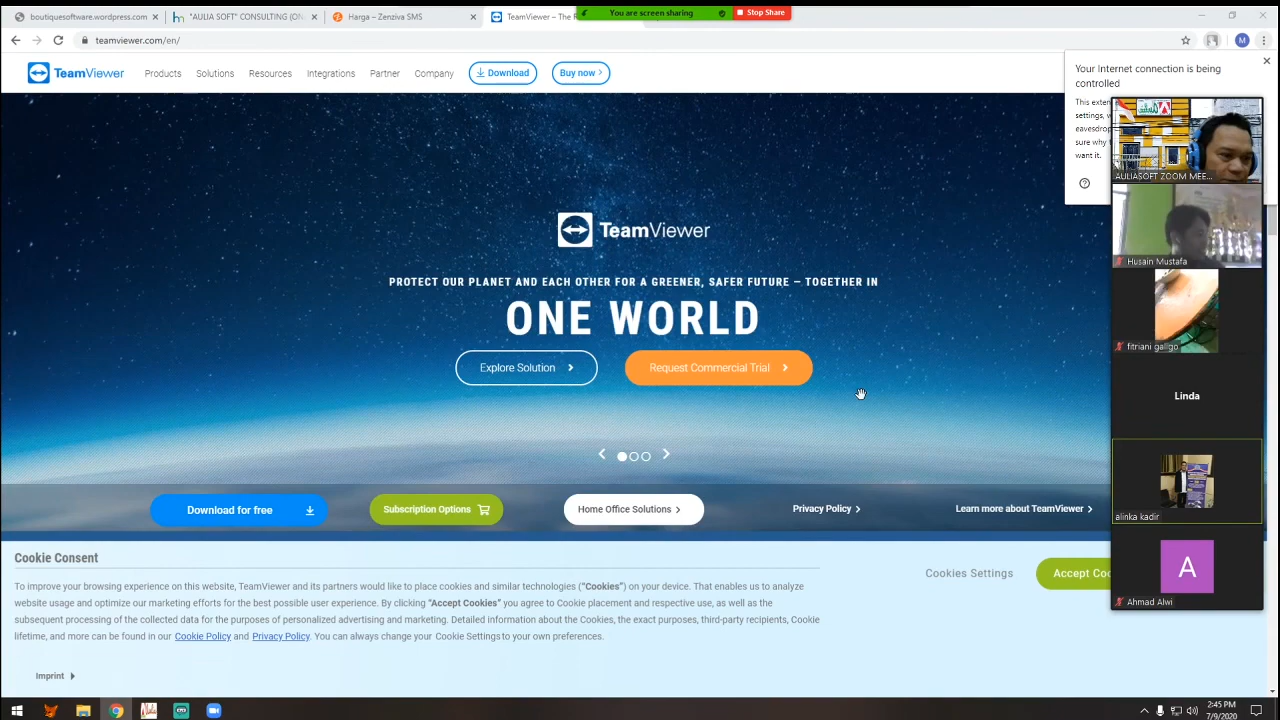 boutiquesoftware.wordpress.com
"AULIA SOFT" CONSULTING (ON
Harga – Zenziva SMS
TeamViewer – The R
You are screen sharing
Stop Share
teamviewer.com/en/
M
TeamViewer
Products
Solutions
Resources
Integrations
Partner
Company
Download
Buy now
Your Internet connection is being
controlled
This exten
settings, w
eavesdrop
sure why t
want it.
AULIASOFT ZOOM MEE...
Husain Mustafa
fitriani galigo
Linda
alinka kadir
A
Ahmad Alwi
TeamViewer
PROTECT OUR PLANET AND EACH OTHER FOR A GREENER, SAFER FUTURE – TOGETHER IN
ONE WORLD
Explore Solution
Request Commercial Trial
Download for free
Subscription Options
Home Office Solutions
Privacy Policy
Learn more about TeamViewer
Cookie Consent
To improve your browsing experience on this website, TeamViewer and its partners would like to place cookies and similar technologies ("Cookies") on your device. That enables us to analyze
website usage and optimize our marketing efforts for the best possible user experience. By clicking "Accept Cookies" you agree to Cookie placement and respective use, as well as the
subsequent processing of the collected data for the purposes of personalized advertising and marketing. Detailed information about the Cookies, the exact purposes, third-party recipients, Cookie
lifetime, and more can be found in our Cookie Policy and Privacy Policy. You can always change your Cookie Settings to your own preferences.
Cookies Settings
Accept Coo
Imprint
2:45 PM
7/9/2020